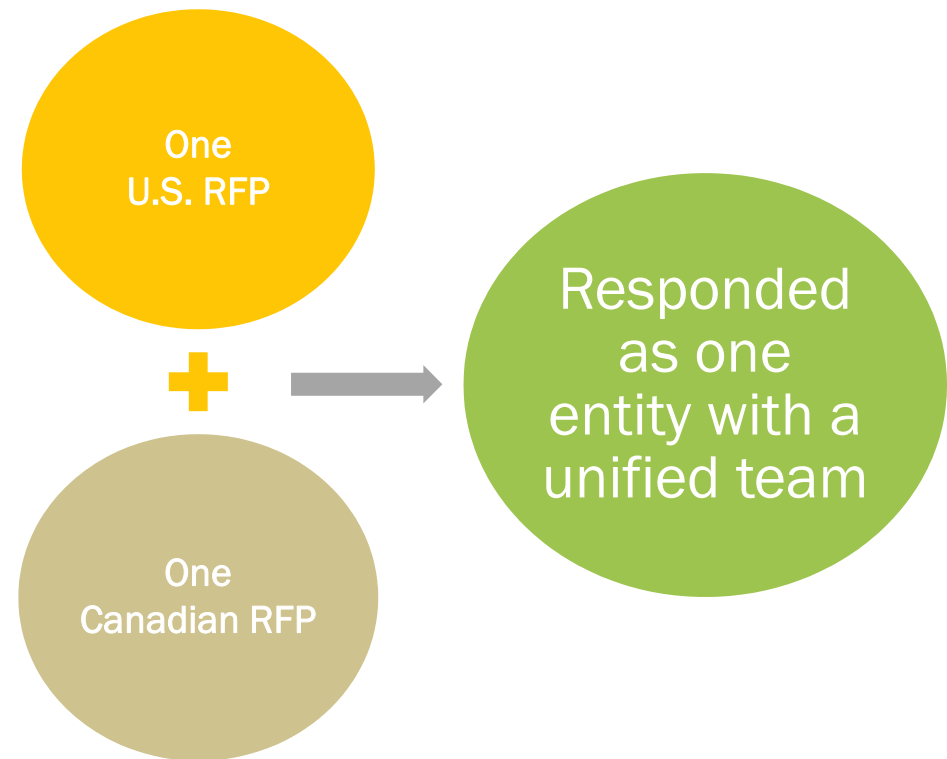 One
U.S. RFP
One
Canadian RFP
Responded
as one
entity with a
unified team